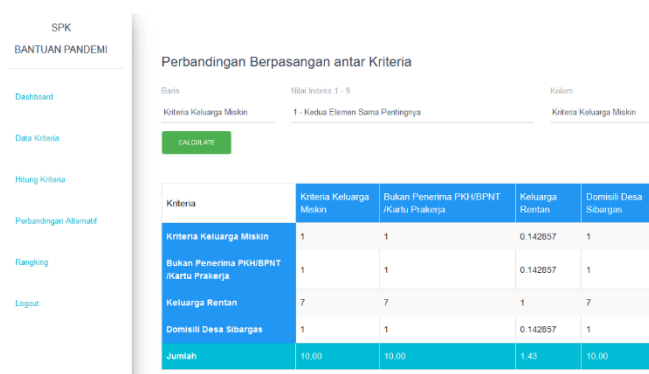 SPK
BANTUAN PANDEMI
Dashboard
Data Kriteria
Hitung Kriteria
Perbandingan Alternatif
Rangking
Logout
Perbandingan Berpasangan antar Kriteria
Baris Nilai Indeks 1 - 9 Kolom
Kriteria Keluarga Miskin 1 - Kedua Elemen Sama Pentingnya Kriteria Keluarga Miskin
CALCULATE
Kriteria Kriteria Keluarga Miskin Bukan Penerima PKH/BPNT /Kartu Prakerja Keluarga Rentan Domisili Desa Sibargas
Kriteria Keluarga Miskin 1 1 0.142857 1
Bukan Penerima PKH/BPNT /Kartu Prakerja 1 1 0.142857 1
Keluarga Rentan 7 7 1 7
Domisili Desa Sibargas 1 1 0.142857 1
Jumlah 10,00 10,00 1,43 10,00